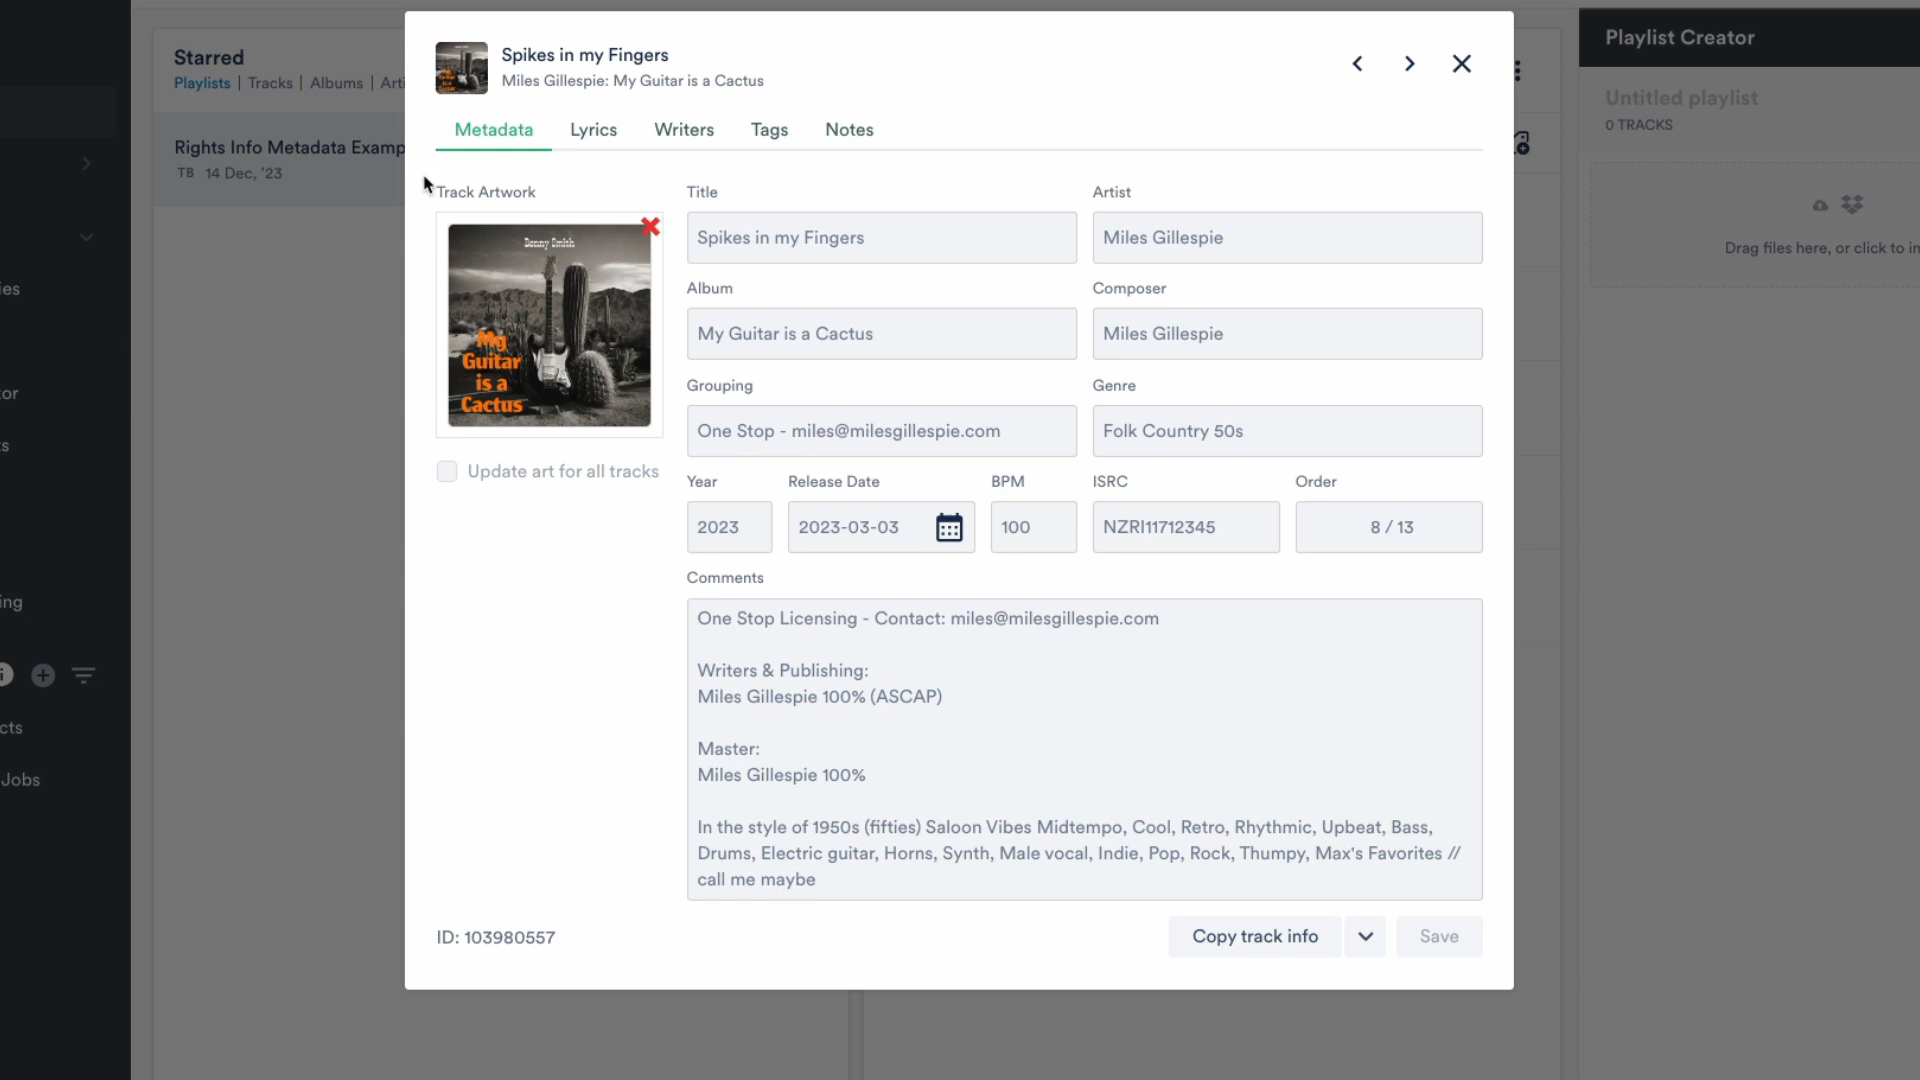 Starred
Playlists | Tracks | Albums | Arti
Rights Info Metadata Examp
TB 14 Dec, '23
ies
tor
ts
ing
i
cts
Jobs
Spikes in my Fingers
Miles Gillespie: My Guitar is a Cactus
Metadata Lyrics Writers Tags Notes
Track Artwork
Denny Smith
My
Guitar
is a
Cactus
Update art for all tracks
Title
Spikes in my Fingers
Artist
Miles Gillespie
Album
My Guitar is a Cactus
Composer
Miles Gillespie
Grouping
One Stop - miles@milesgillespie.com
Genre
Folk Country 50s
Year
2023
Release Date
2023-03-03
BPM
100
ISRC
NZRI11712345
Order
8 / 13
Comments
One Stop Licensing - Contact: miles@milesgillespie.com
Writers & Publishing:
Miles Gillespie 100% (ASCAP)
Master:
Miles Gillespie 100%
In the style of 1950s (fifties) Saloon Vibes Midtempo, Cool, Retro, Rhythmic, Upbeat, Bass,
Drums, Electric guitar, Horns, Synth, Male vocal, Indie, Pop, Rock, Thumpy, Max's Favorites //
call me maybe
ID: 103980557
Copy track info
Save
Playlist Creator
Untitled playlist
0 TRACKS
Drag files here, or click to im